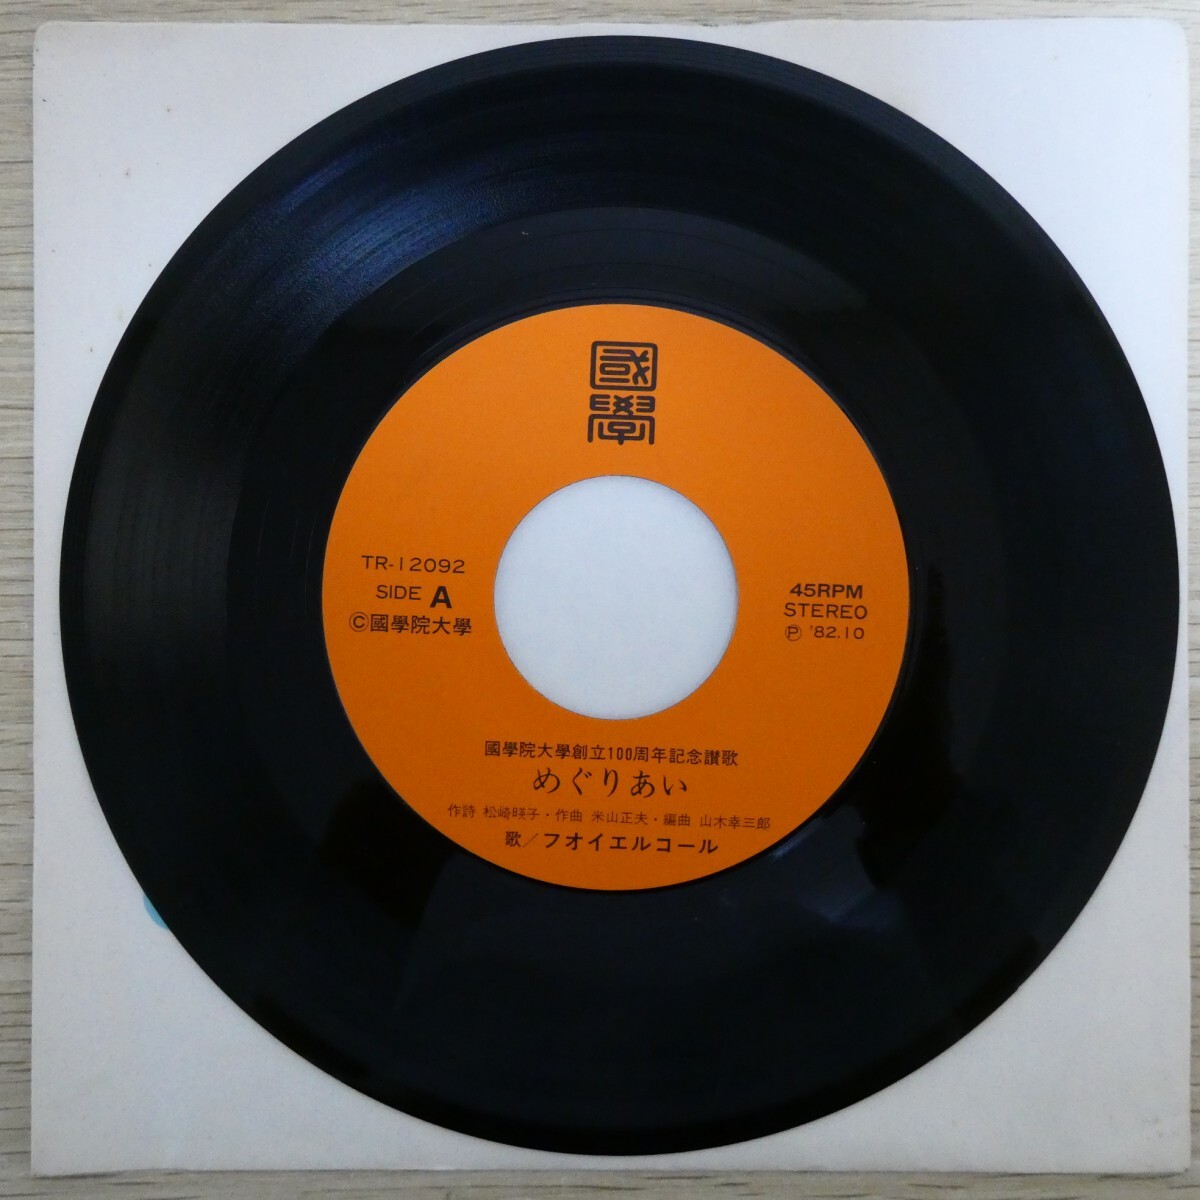 國學
TR-12092
SIDE A
©國學院大學
45RPM
STEREO
Ⓟ '82.10
國學院大學創立100周年記念讃歌
めぐりあい
作詩 松崎暎子・作曲 米山正夫・編曲 山木幸三郎
歌/フオイエルコール